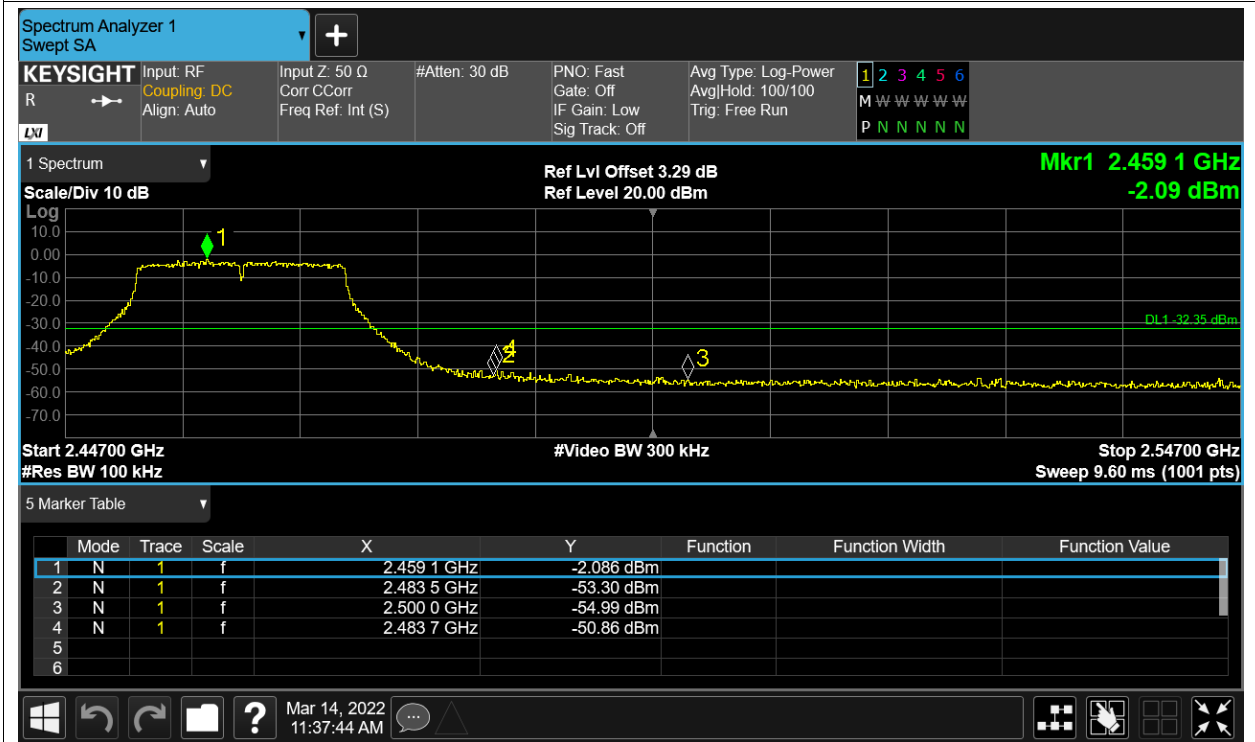 Spectrum Analyzer 1
Swept SA
+
KEYSIGHT Input: RF Input Z: 50 Ω #Atten: 30 dB PNO: Fast Avg Type: Log-Power 1 2 3 4 5 6
R Coupling: DC Corr CCorr Gate: Off Avg|Hold: 100/100 M W W W W W
Align: Auto Freq Ref: Int (S) IF Gain: Low Trig: Free Run
LXI Sig Track: Off P N N N N N
1 Spectrum Ref Lvl Offset 3.29 dB Mkr1 2.459 1 GHz
Scale/Div 10 dB Ref Level 20.00 dBm -2.09 dBm
Log
10.0
1
0.00
-10.0
-20.0
-30.0 DL1 -32.35 dBm
-40.0
4
2
3
-50.0
-60.0
-70.0
Start 2.44700 GHz #Video BW 300 kHz Stop 2.54700 GHz
#Res BW 100 kHz Sweep 9.60 ms (1001 pts)
5 Marker Table
Mode Trace Scale X Y Function Function Width Function Value
1 N 1 f 2.459 1 GHz -2.086 dBm
2 N 1 f 2.483 5 GHz -53.30 dBm
3 N 1 f 2.500 0 GHz -54.99 dBm
4 N 1 f 2.483 7 GHz -50.86 dBm
5
6
? Mar 14, 2022
11:37:44 AM